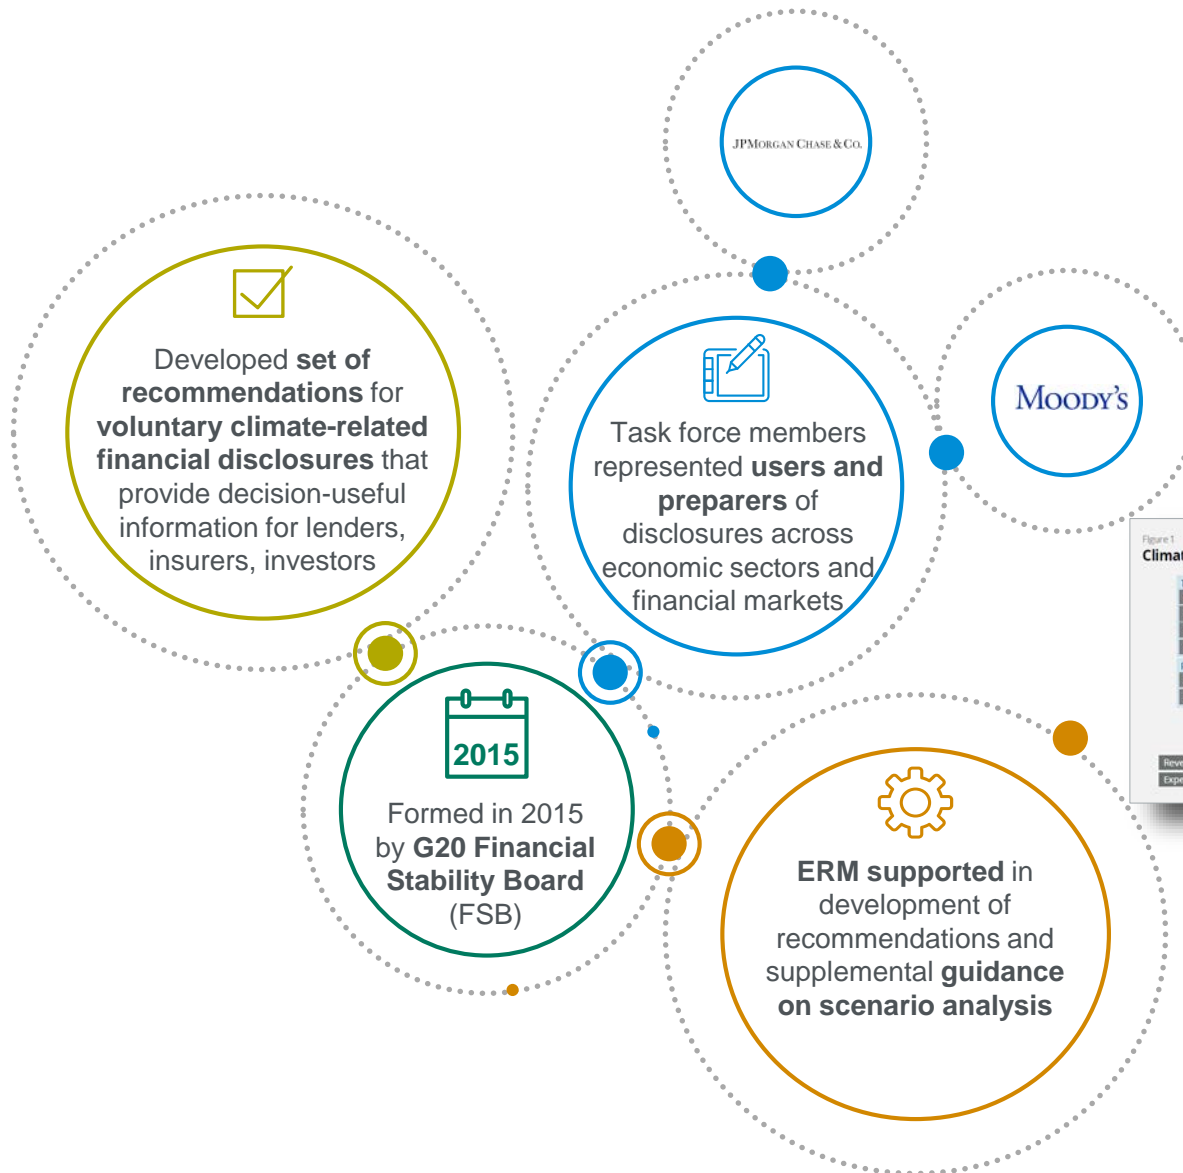 JPMORGAN CHASE & CO.
Developed set of
recommendations for
voluntary climate-related
financial disclosures that
provide decision-useful
information for lenders,
insurers, investors
Task force members
represented users and
preparers of
disclosures across
economic sectors and
financial markets
MOODY'S
Figure 1
2015
Formed in 2015
by G20 Financial
Stability Board
(FSB)
ERM supported in
development of
recommendations and
supplemental guidance
on scenario analysis